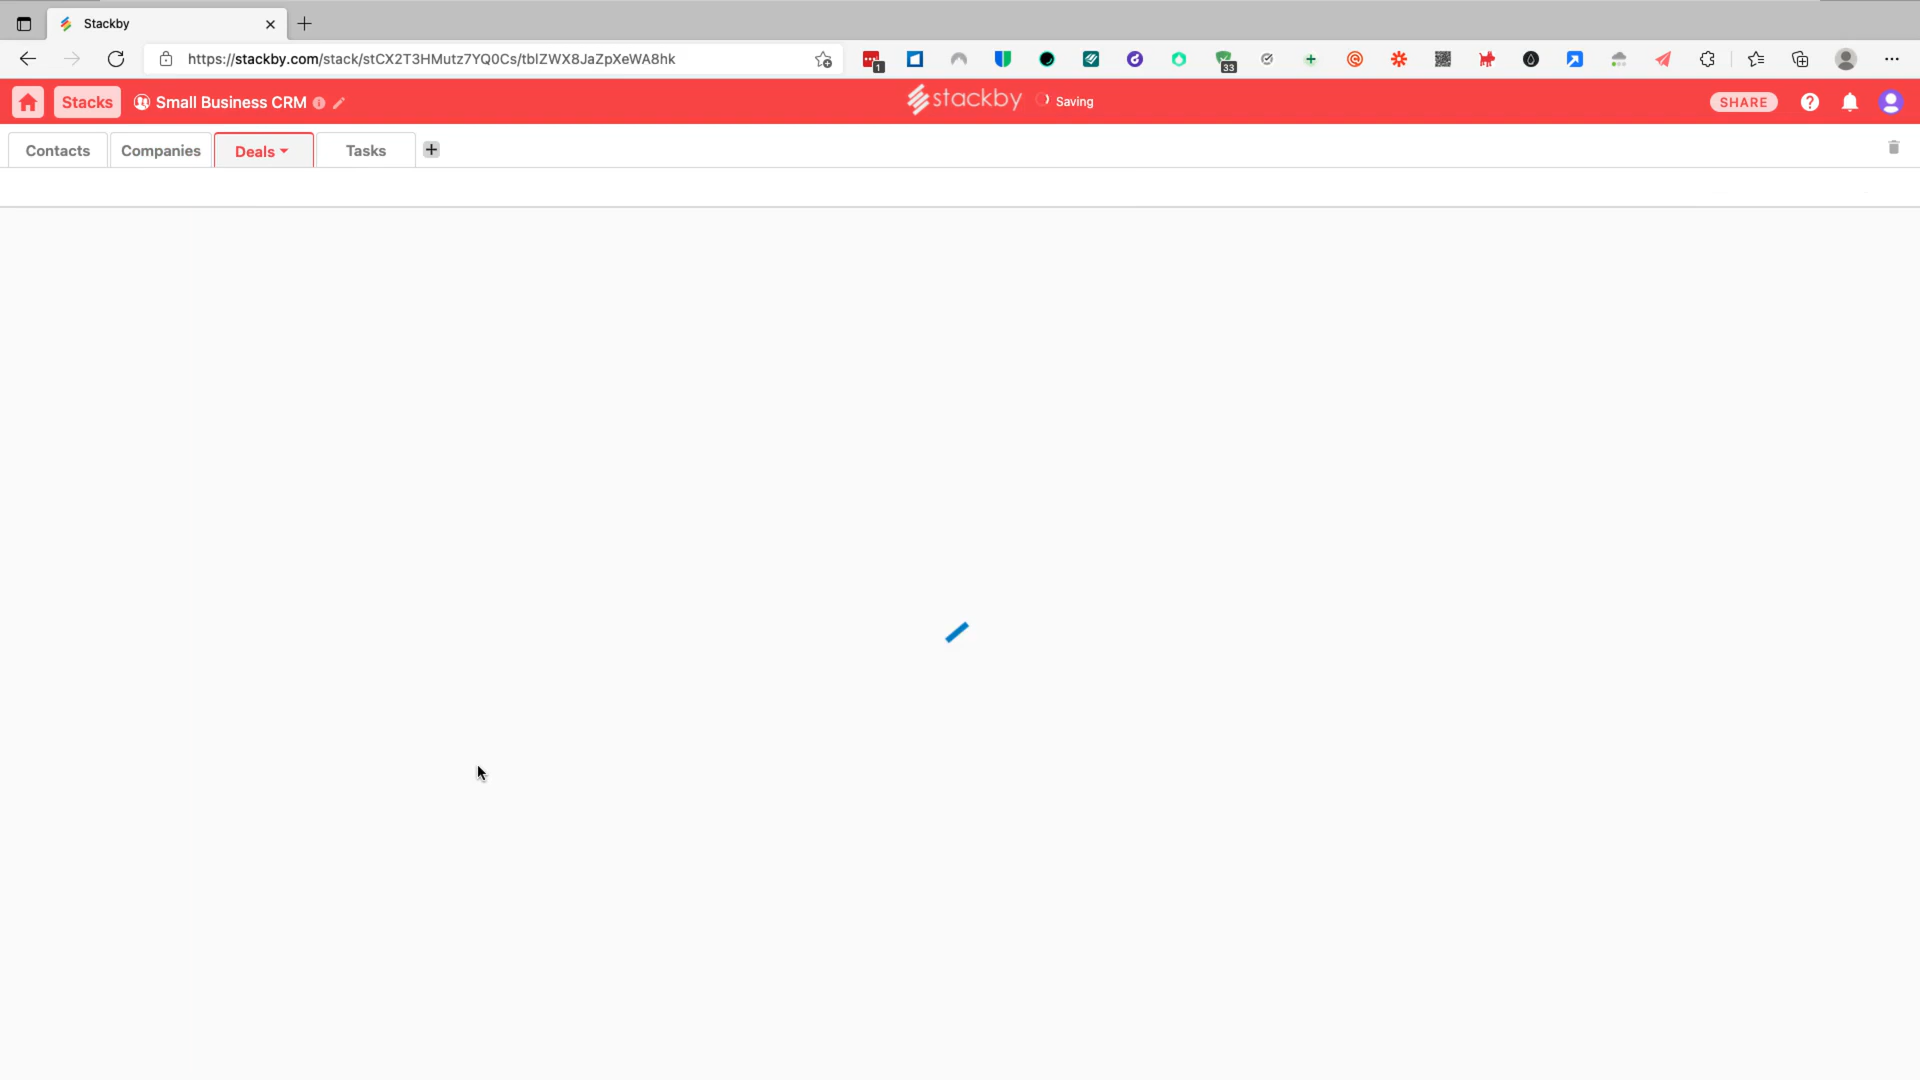 Stackby
https://stackby.com/stack/stCX2T3HMutz7YQ0Cs/tblZWX8JaZpXeWA8hk
1
33
Stacks
Small Business CRM
stackby
Saving
SHARE
Contacts
Companies
Deals
Tasks